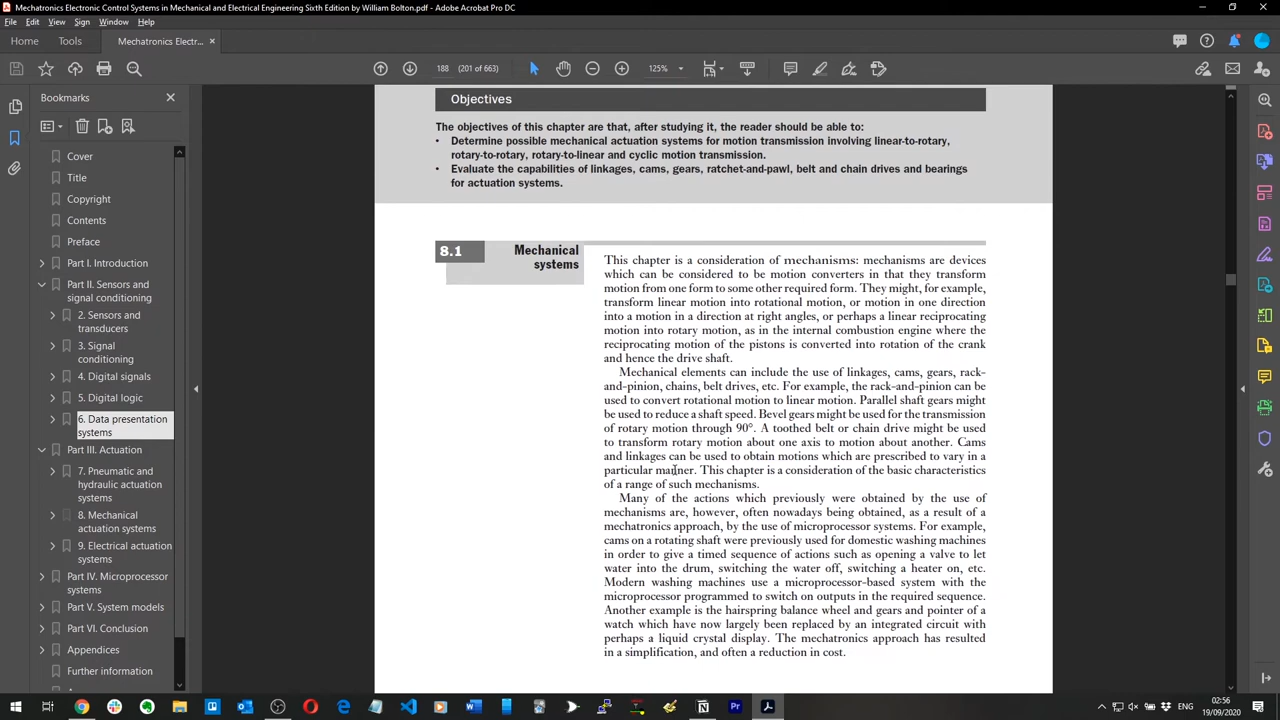 Mechatronics Electronic Control Systems in Mechanical and Electrical Engineering Sixth Edition by William Bolton.pdf - Adobe Acrobat Pro DC
File Edit View Sign Window Help
Home Tools Mechatronics Electr... ×
188 (201 of 663) 125%
Bookmarks
Cover
Title
Copyright
Contents
Preface
Part I. Introduction
Part II. Sensors and
signal conditioning
2. Sensors and
transducers
3. Signal
conditioning
4. Digital signals
5. Digital logic
6. Data presentation
systems
Part III. Actuation
7. Pneumatic and
hydraulic actuation
systems
8. Mechanical
actuation systems
9. Electrical actuation
systems
Part IV. Microprocessor
systems
Part V. System models
Part VI. Conclusion
Appendices
Further information
Objectives
The objectives of this chapter are that, after studying it, the reader should be able to:
• Determine possible mechanical actuation systems for motion transmission involving linear-to-rotary,
rotary-to-rotary, rotary-to-linear and cyclic motion transmission.
• Evaluate the capabilities of linkages, cams, gears, ratchet-and-pawl, belt and chain drives and bearings
for actuation systems.
8.1 Mechanical
systems
This chapter is a consideration of mechanisms: mechanisms are devices
which can be considered to be motion converters in that they transform
motion from one form to some other required form. They might, for example,
transform linear motion into rotational motion, or motion in one direction
into a motion in a direction at right angles, or perhaps a linear reciprocating
motion into rotary motion, as in the internal combustion engine where the
reciprocating motion of the pistons is converted into rotation of the crank
and hence the drive shaft.
Mechanical elements can include the use of linkages, cams, gears, rack-
and-pinion, chains, belt drives, etc. For example, the rack-and-pinion can be
used to convert rotational motion to linear motion. Parallel shaft gears might
be used to reduce a shaft speed. Bevel gears might be used for the transmission
of rotary motion through 90°. A toothed belt or chain drive might be used
to transform rotary motion about one axis to motion about another. Cams
and linkages can be used to obtain motions which are prescribed to vary in a
particular manner. This chapter is a consideration of the basic characteristics
of a range of such mechanisms.
Many of the actions which previously were obtained by the use of
mechanisms are, however, often nowadays being obtained, as a result of a
mechatronics approach, by the use of microprocessor systems. For example,
cams on a rotating shaft were previously used for domestic washing machines
in order to give a timed sequence of actions such as opening a valve to let
water into the drum, switching the water off, switching a heater on, etc.
Modern washing machines use a microprocessor-based system with the
microprocessor programmed to switch on outputs in the required sequence.
Another example is the hairspring balance wheel and gears and pointer of a
watch which have now largely been replaced by an integrated circuit with
perhaps a liquid crystal display. The mechatronics approach has resulted
in a simplification, and often a reduction in cost.
ENG
02:56
19/09/2020